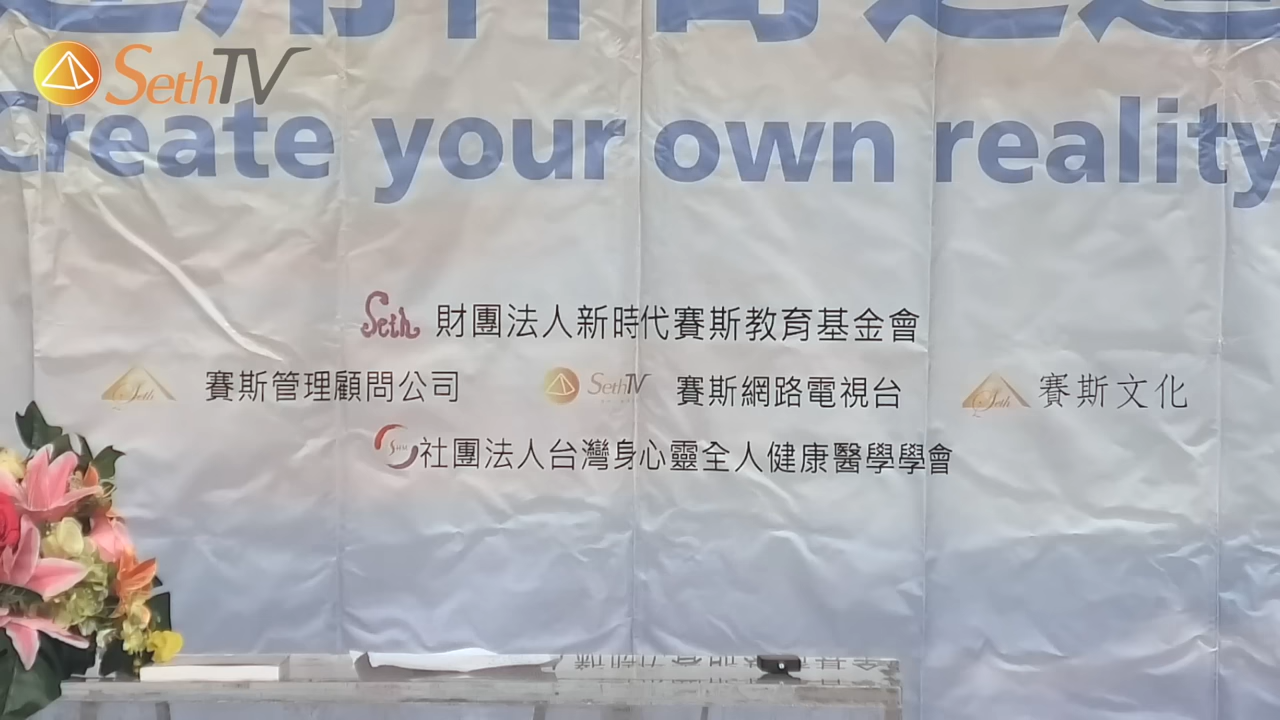 SethTV
Create your own reality
Seth 財團法人新時代賽斯教育基金會
Seth 賽斯管理顧問公司 SethTV 賽斯網路電視台 Seth 賽斯文化
社團法人台灣身心靈全人健康醫學學會